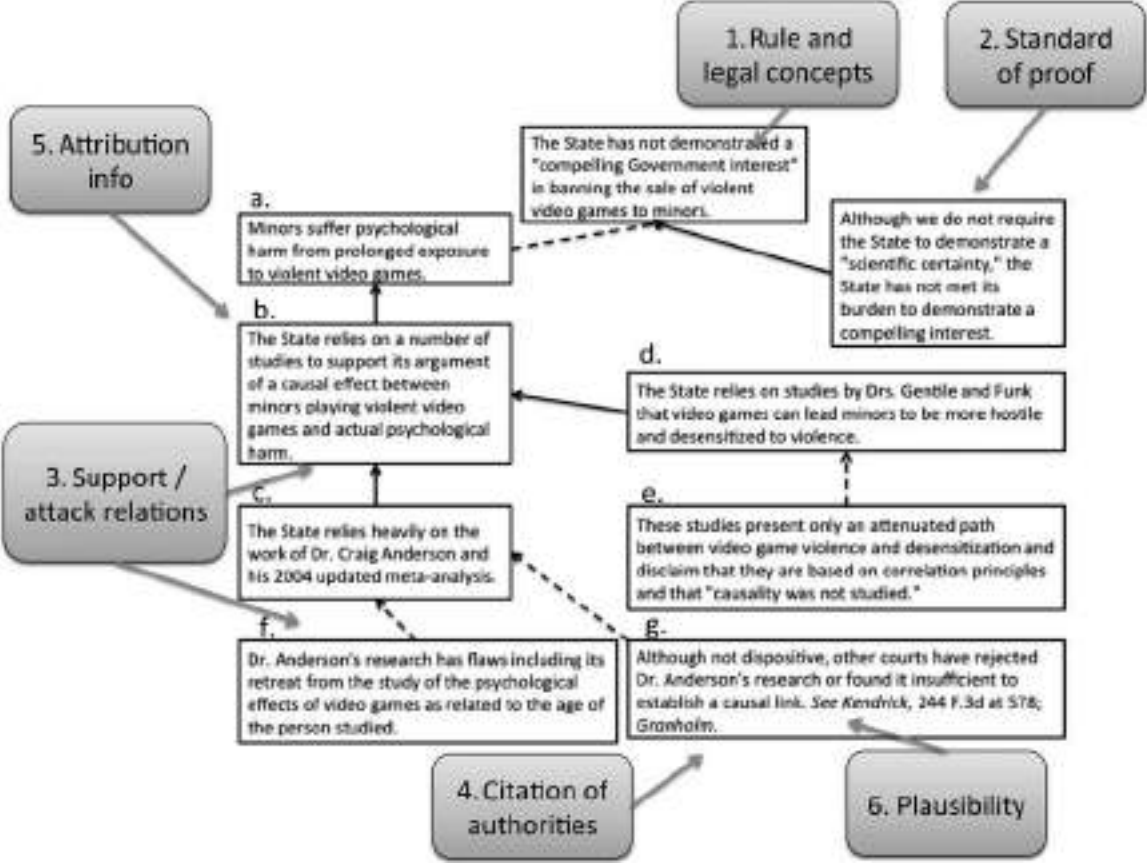 1. Rule and
legal concepts
2. Standard
of proof
5. Attribution
info
The State has not demonstrated a
"compelling Government interest"
in banning the sale of violent
video games to minors.
a.
Minors suffer psychological
harm from prolonged exposure
to violent video games.
Although we do not require
the State to demonstrate a
"scientific certainty," the
State has not met its
burden to demonstrate a
compelling interest.
b.
The State relies on a number of
studies to support its argument
of a causal effect between
minors playing violent video
games and actual psychological
harm.
d.
The State relies on studies by Drs. Gentile and Funk
that video games can lead minors to be more hostile
and desensitized to violence.
3. Support /
attack relations
c.
The State relies heavily on the
work of Dr. Craig Anderson and
his 2004 updated meta-analysis.
e.
These studies present only an attenuated path
between video game violence and desensitization and
disclaim that they are based on correlation principles
and that "causality was not studied."
f.
Dr. Anderson's research has flaws including its
retreat from the study of the psychological
effects of video games as related to the age of
the person studied.
g.
Although not dispositive, other courts have rejected
Dr. Anderson's research or found it insufficient to
establish a causal link. See Kendrick, 244 F.3d at 578;
Granholm.
4. Citation of
authorities
6. Plausibility